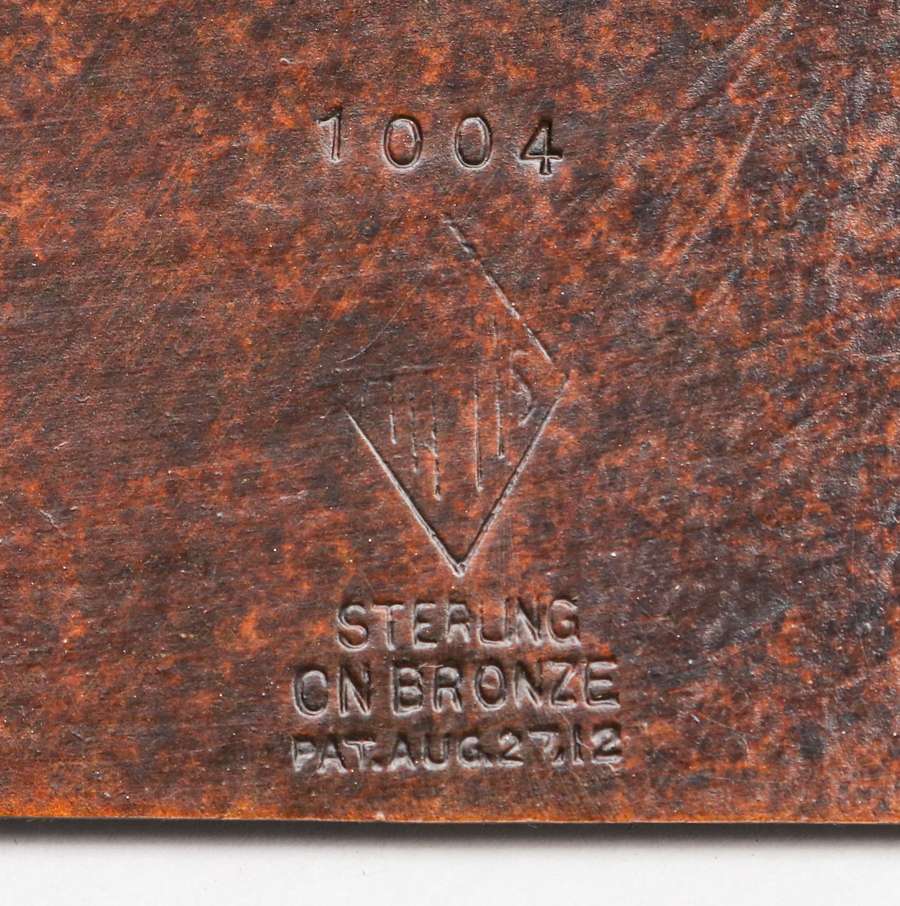 1004
STERLING
ON BRONZE
PAT. AUG. 27, 12